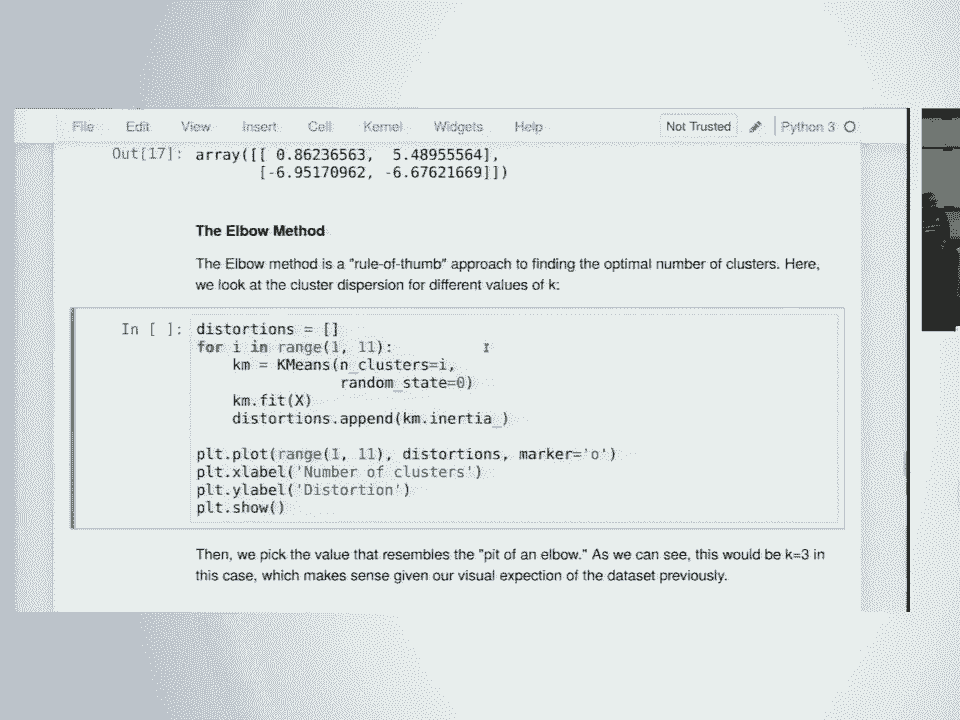 File Edit View Insert Cell Kernel Widgets Help Not Trusted Python 3
Out[17]: array([[ 0.86236563, 5.48955564],
[-6.95170962, -6.67621669]])
The Elbow Method
The Elbow method is a "rule-of-thumb" approach to finding the optimal number of clusters. Here,
we look at the cluster dispersion for different values of k:
In [ ]: distortions = []
for i in range(1, 11):
km = KMeans(n_clusters=i,
random_state=0)
km.fit(X)
distortions.append(km.inertia_)
plt.plot(range(1, 11), distortions, marker='o')
plt.xlabel('Number of clusters')
plt.ylabel('Distortion')
plt.show()
Then, we pick the value that resembles the "pit of an elbow." As we can see, this would be k=3 in
this case, which makes sense given our visual expection of the dataset previously.